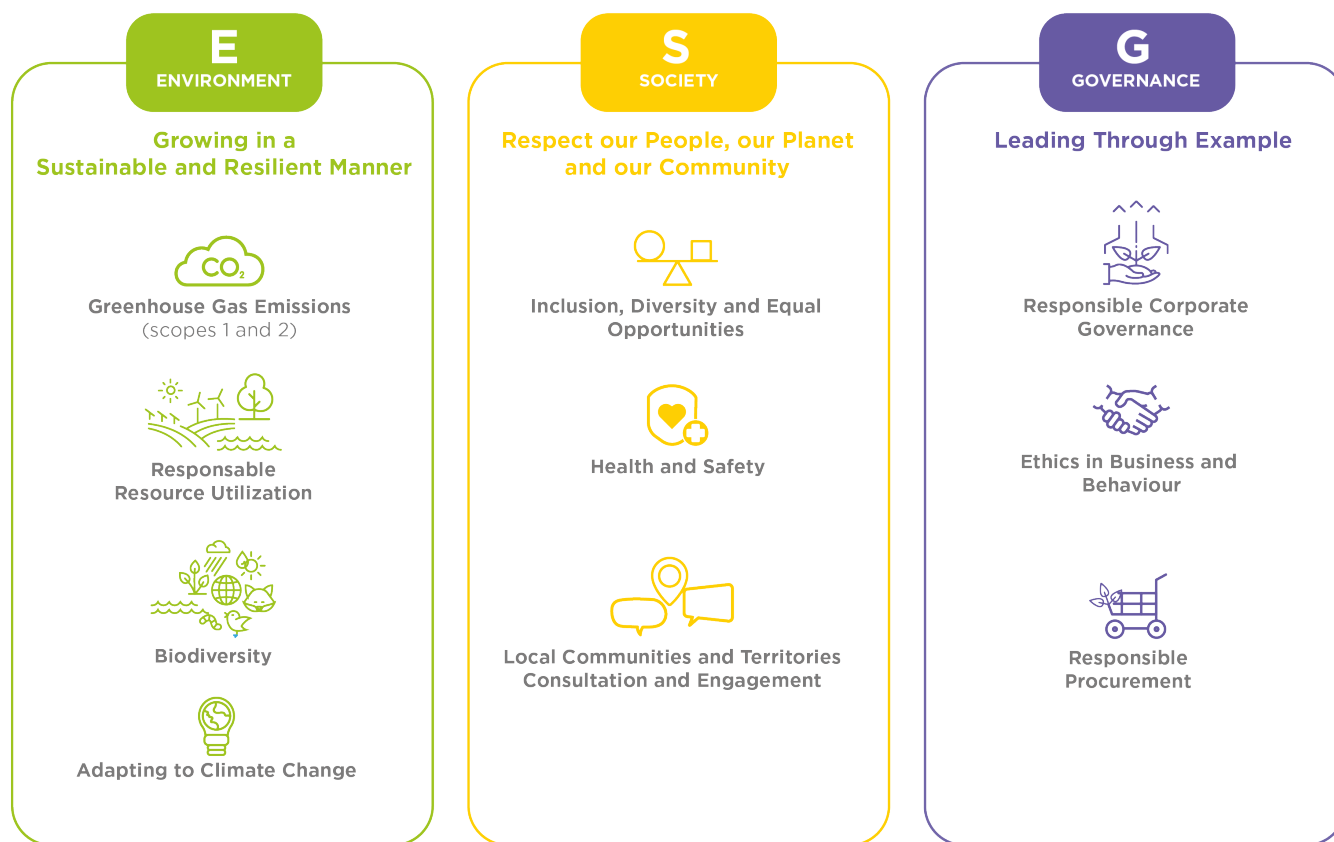 E
ENVIRONMENT
Growing in a
Sustainable and Resilient Manner
CO₂
Greenhouse Gas Emissions
(scopes 1 and 2)
Responsable
Resource Utilization
Biodiversity
Adapting to Climate Change
S
SOCIETY
Respect our People, our Planet
and our Community
Inclusion, Diversity and Equal
Opportunities
Health and Safety
Local Communities and Territories
Consultation and Engagement
G
GOVERNANCE
Leading Through Example
Responsible Corporate
Governance
Ethics in Business and
Behaviour
Responsible
Procurement